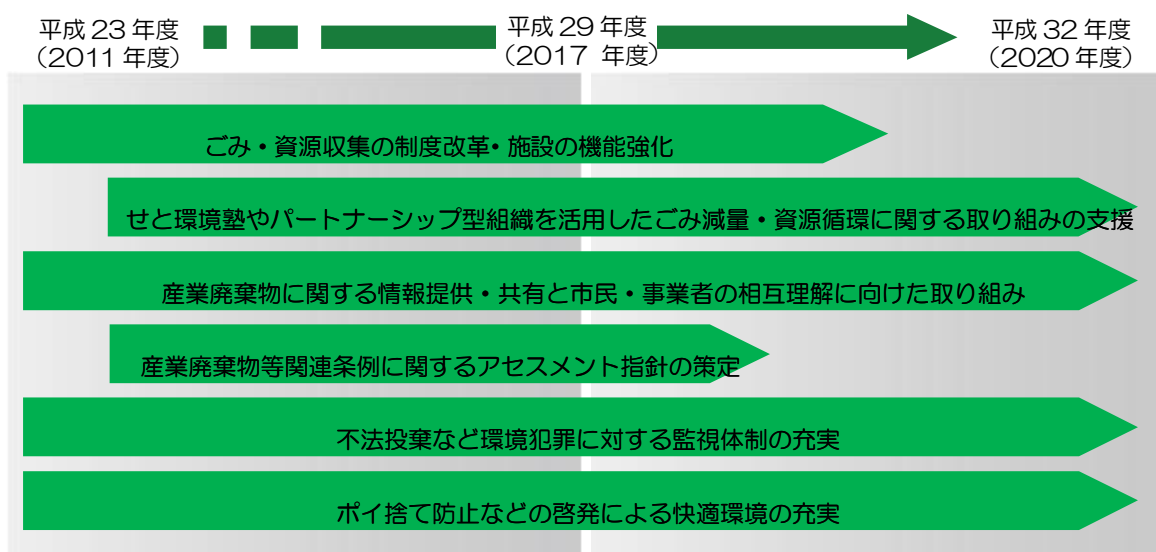 平成 23 年度
（2011 年度）
平成 29 年度
（2017 年度）
平成 32 年度
（2020 年度）
ごみ・資源収集の制度改革・施設の機能強化
せと環境塾やパートナーシップ型組織を活用したごみ減量・資源循環に関する取り組みの支援
産業廃棄物に関する情報提供・共有と市民・事業者の相互理解に向けた取り組み
産業廃棄物等関連条例に関するアセスメント指針の策定
不法投棄など環境犯罪に対する監視体制の充実
ポイ捨て防止などの啓発による快適環境の充実